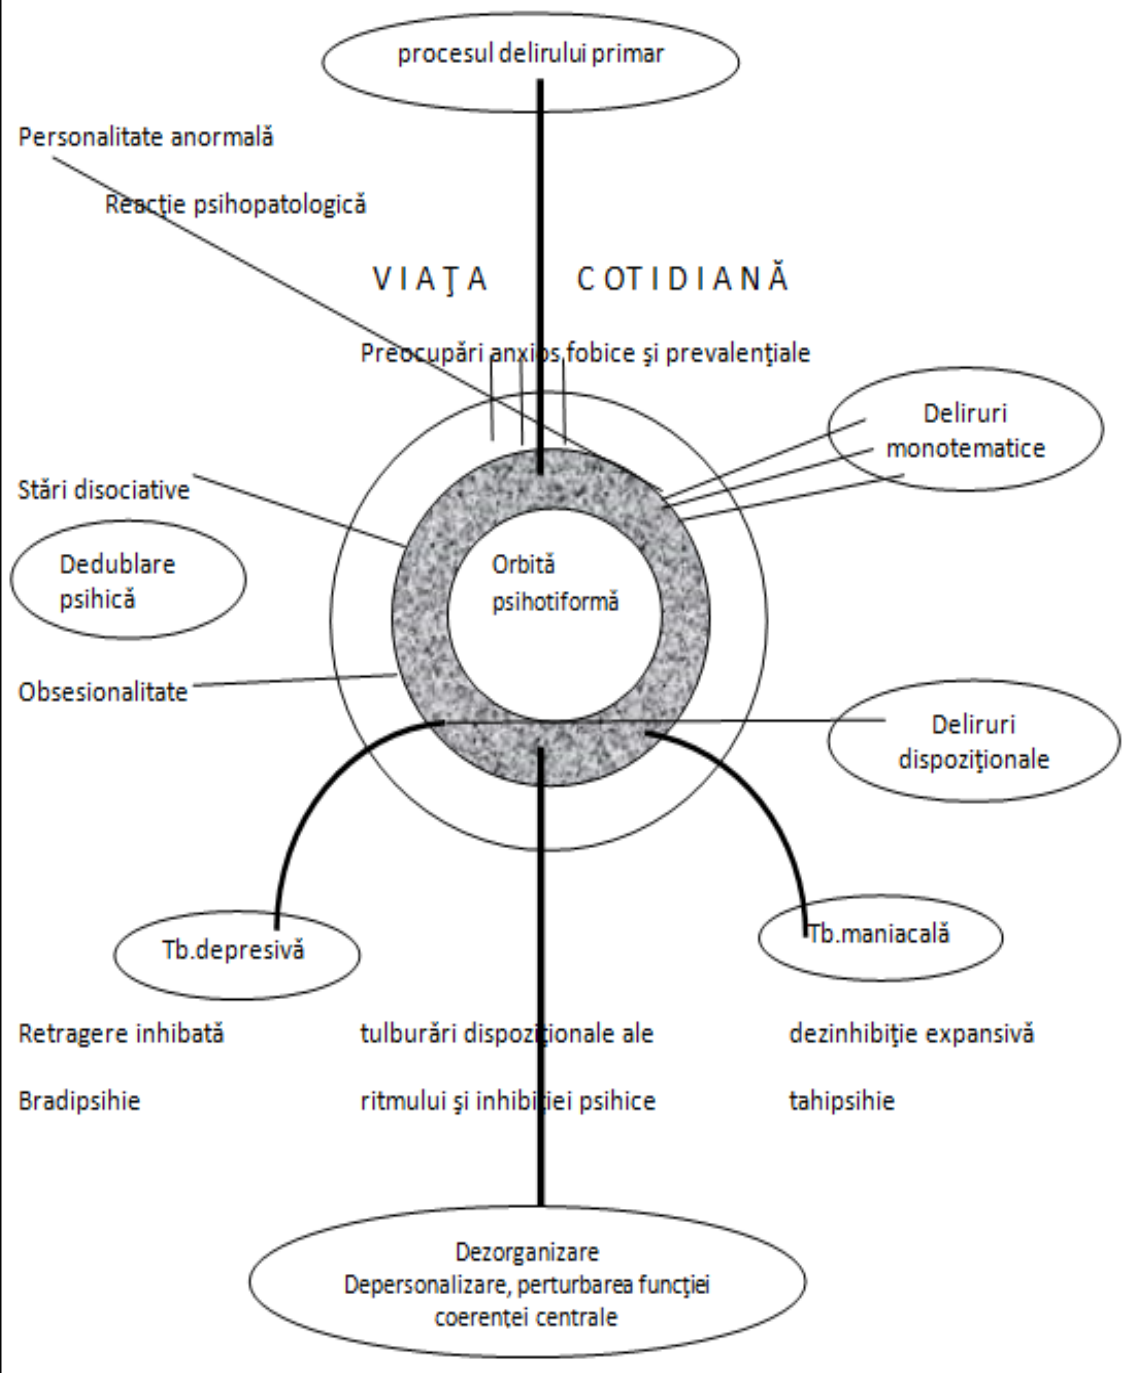 procesul delirului primar
Personalitate anormală
Reacţie psihopatologică
VIAŢA COTIDIANĂ
Preocupări anxios fobice şi prevalenţiale
Deliruri
monotematice
Stări disociative
Dedublare
psihică
Orbită
psihotiformă
Obsesionalitate
Deliruri
dispoziţionale
Tb.depresivă
Tb.maniacală
Retragere inhibată tulburări dispoziţionale ale dezinhibiţie expansivă
Bradipsihie ritmului şi inhibiţiei psihice tahipsihie
Dezorganizare
Depersonalizare, perturbarea funcţiei
coerenţei centrale